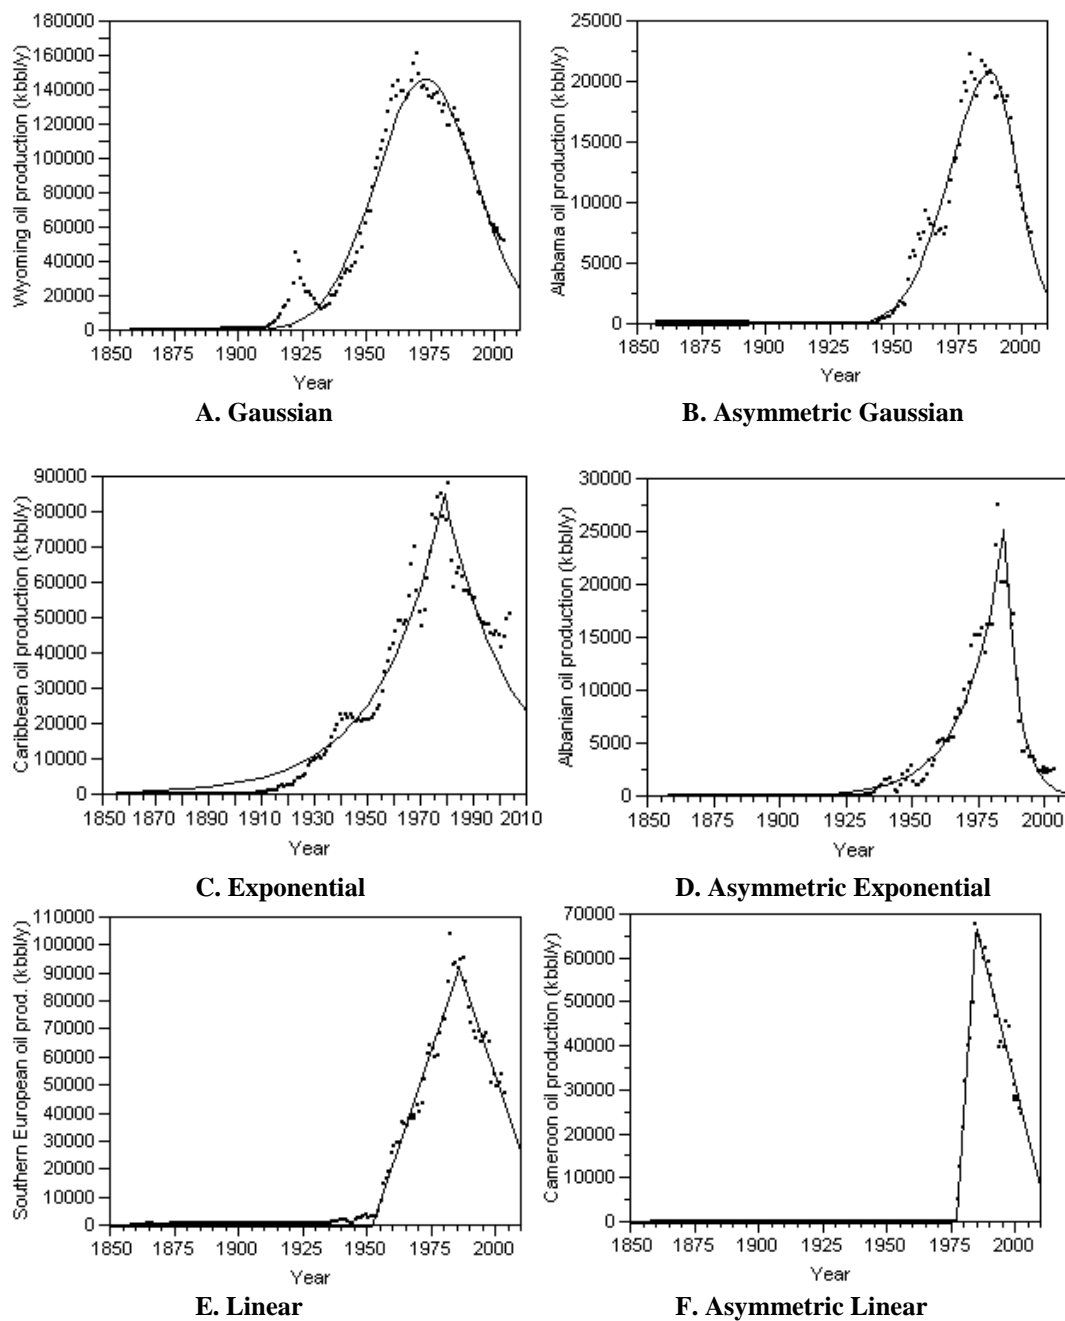 Wyoming oil production (kbbl/y)
180000
160000
140000
120000
100000
80000
60000
40000
20000
0
1850 1875 1900 1925 1950 1975 2000
Year
A. Gaussian
Alabama oil production (kbbl/y)
25000
20000
15000
10000
5000
0
1850 1875 1900 1925 1950 1975 2000
Year
B. Asymmetric Gaussian
Caribbean oil production (kbbl/y)
90000
80000
70000
60000
50000
40000
30000
20000
10000
0
1850 1870 1890 1910 1930 1950 1970 1990 2010
Year
C. Exponential
Albanian oil production (kbbl/y)
30000
25000
20000
15000
10000
5000
0
1850 1875 1900 1925 1950 1975 2000
Year
D. Asymmetric Exponential
Southern European oil prod. (kbbl/y)
110000
100000
90000
80000
70000
60000
50000
40000
30000
20000
10000
0
1850 1875 1900 1925 1950 1975 2000
Year
E. Linear
Cameroon oil production (kbbl/y)
70000
60000
50000
40000
30000
20000
10000
0
1850 1875 1900 1925 1950 1975 2000
Year
F. Asymmetric Linear